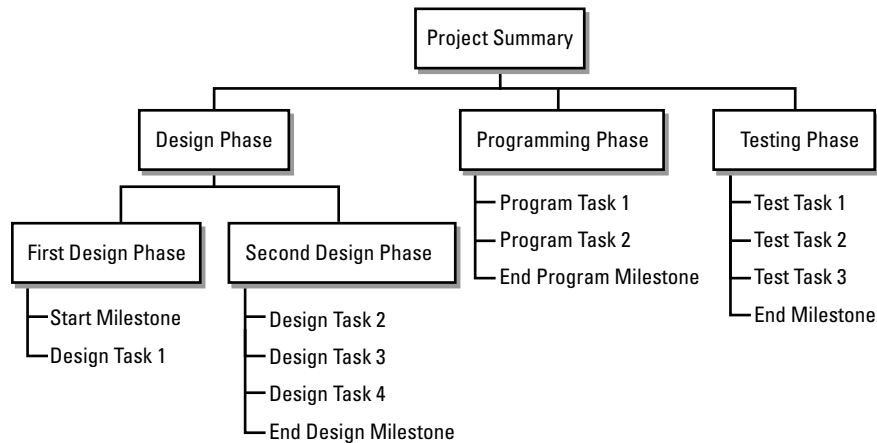 Project Summary
Design Phase
Programming Phase
Testing Phase
First Design Phase
Start Milestone
Design Task 1
Second Design Phase
Design Task 2
Design Task 3
Design Task 4
End Design Milestone
Program Task 1
Program Task 2
End Program Milestone
Test Task 1
Test Task 2
Test Task 3
End Milestone